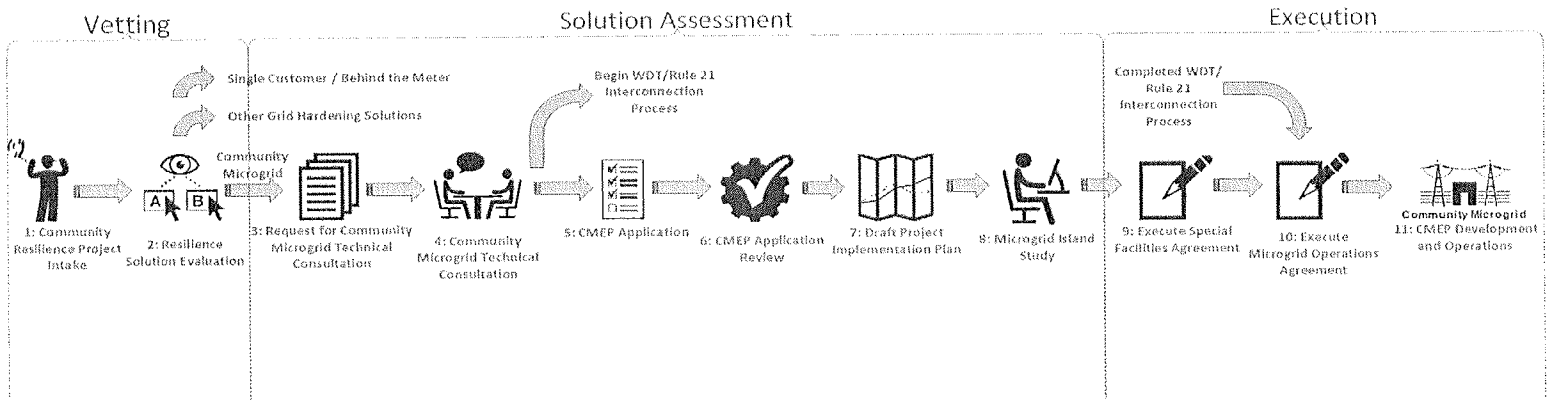 Vetting
Solution Assessment
Execution
Single Customer / Behind the Meter
Other Grid Hardening Solutions
Community
Microgrid
Begin WDT/Rule 21
Interconnection
Process
Completed WDT/
Rule 21
Interconnection
Process
A
B
1: Community
Resilience Project
Intake
2: Resilience
Solution Evaluation
3: Request for Community
Microgrid Technical
Consultation
4: Community
Microgrid Technical
Consultation
5: CMEP Application
6: CMEP Application
Review
7: Draft Project
Implementation Plan
8: Microgrid Island
Study
9: Execute Special
Facilities Agreement
10: Execute
Microgrid Operations
Agreement
Community Microgrid
11: CMEP Development
and Operations